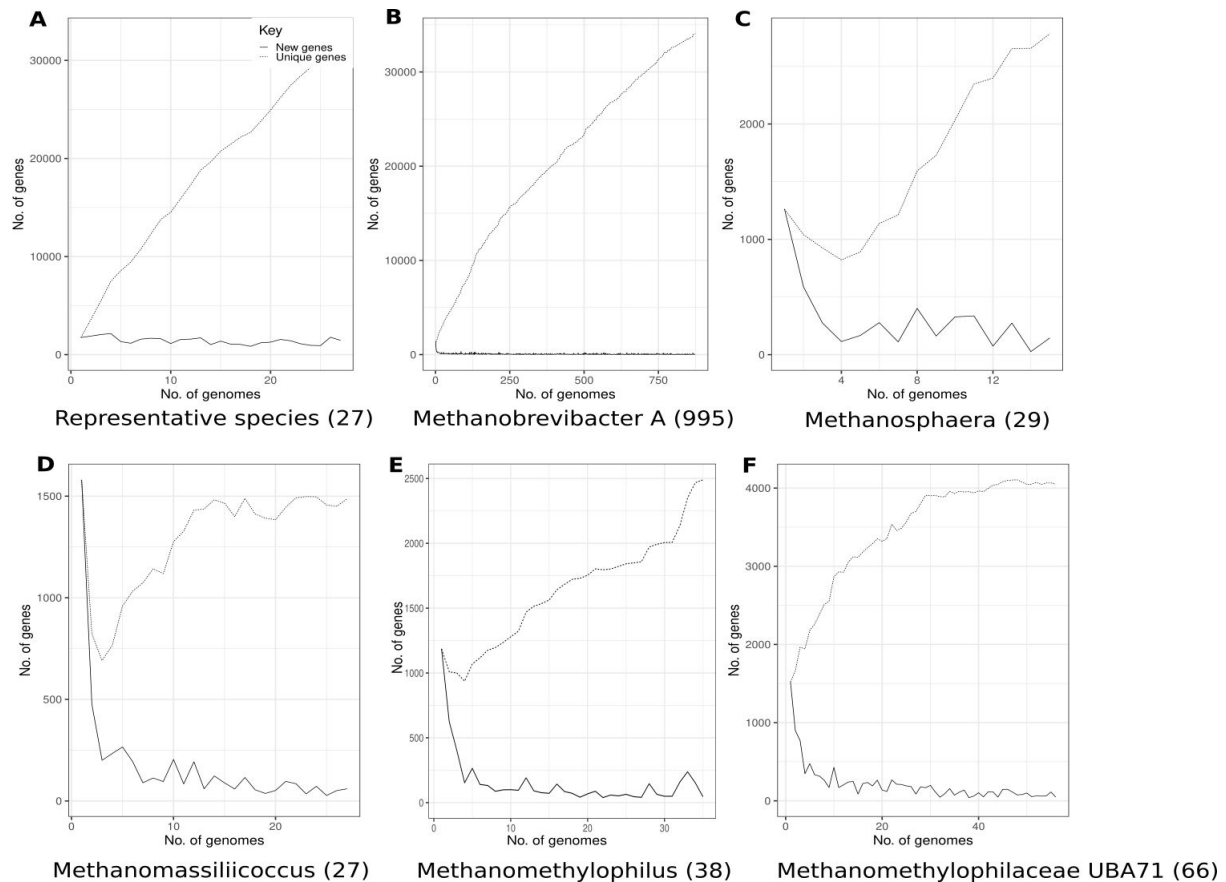 A
Key
New genes
Unique genes
No. of genes
30000
20000
10000
0
0
10
20
No. of genomes
Representative species (27)
B
No. of genes
30000
20000
10000
0
0
250
500
750
No. of genomes
Methanobrevibacter A (995)
C
No. of genes
2000
1000
0
4
8
12
No. of genomes
Methanosphaera (29)
D
No. of genes
1500
1000
500
0
0
10
20
No. of genomes
Methanomassiliicoccus (27)
E
No. of genes
2500
2000
1500
1000
500
0
0
10
20
30
No. of genomes
Methanomethylophilus (38)
F
No. of genes
4000
3000
2000
1000
0
0
20
40
No. of genomes
Methanomethylophilaceae UBA71 (66)